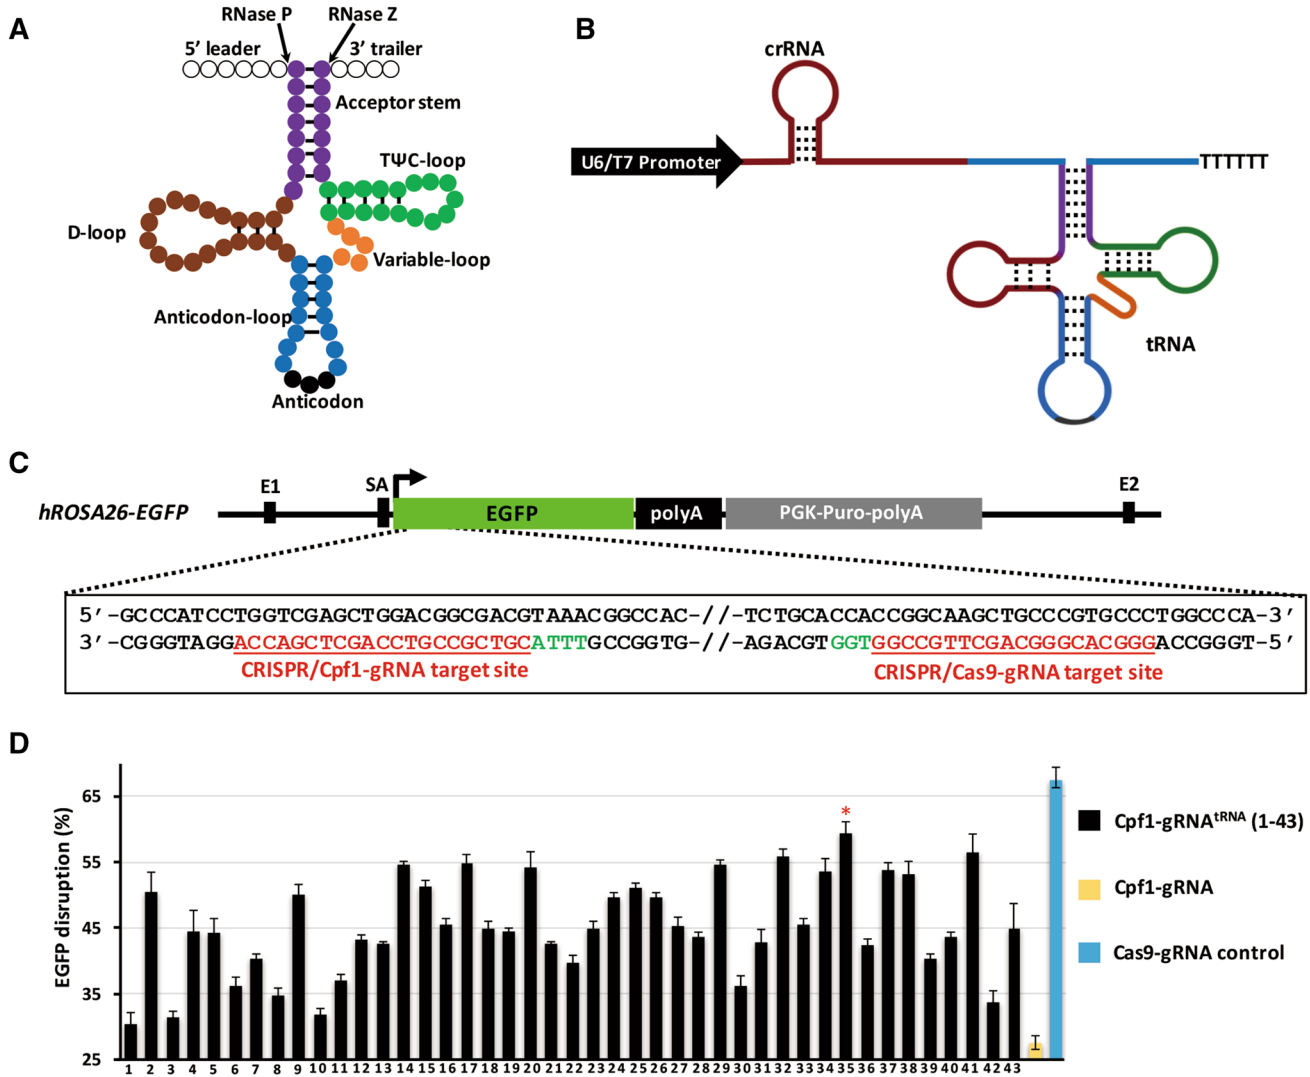 A
RNase P
RNase Z
5’ leader
3’ trailer
Acceptor stem
TΨC-loop
D-loop
Variable-loop
Anticodon-loop
Anticodon
B
crRNA
U6/T7 Promoter
TTTTTT
tRNA
C
hROSA26-EGFP
E1
SA
EGFP
polyA
PGK-Puro-polyA
E2
5’-GCCCATCCTGGTCGAGCTGGACGGCGACGTAAACGGCCAC-//-TCTGCACCACCGGCAAGCTGCCCGTGCCCTGGCCCA-3’
3’-CGGGTAGGACCAGCTCGACCTGCCGCTGCATTTGCCGGTG-//-AGACGTGGTGGCCGTTCGACGGGCACGGGACCGGGT-5’
CRISPR/Cpf1-gRNA target site
CRISPR/Cas9-gRNA target site
D
EGFP disruption (%)
65
55
45
35
25
*
1 2 3 4 5 6 7 8 9 10 11 12 13 14 15 16 17 18 19 20 21 22 23 24 25 26 27 28 29 30 31 32 33 34 35 36 37 38 39 40 41 42 43
Cpf1-gRNAtRNA (1-43)
Cpf1-gRNA
Cas9-gRNA control